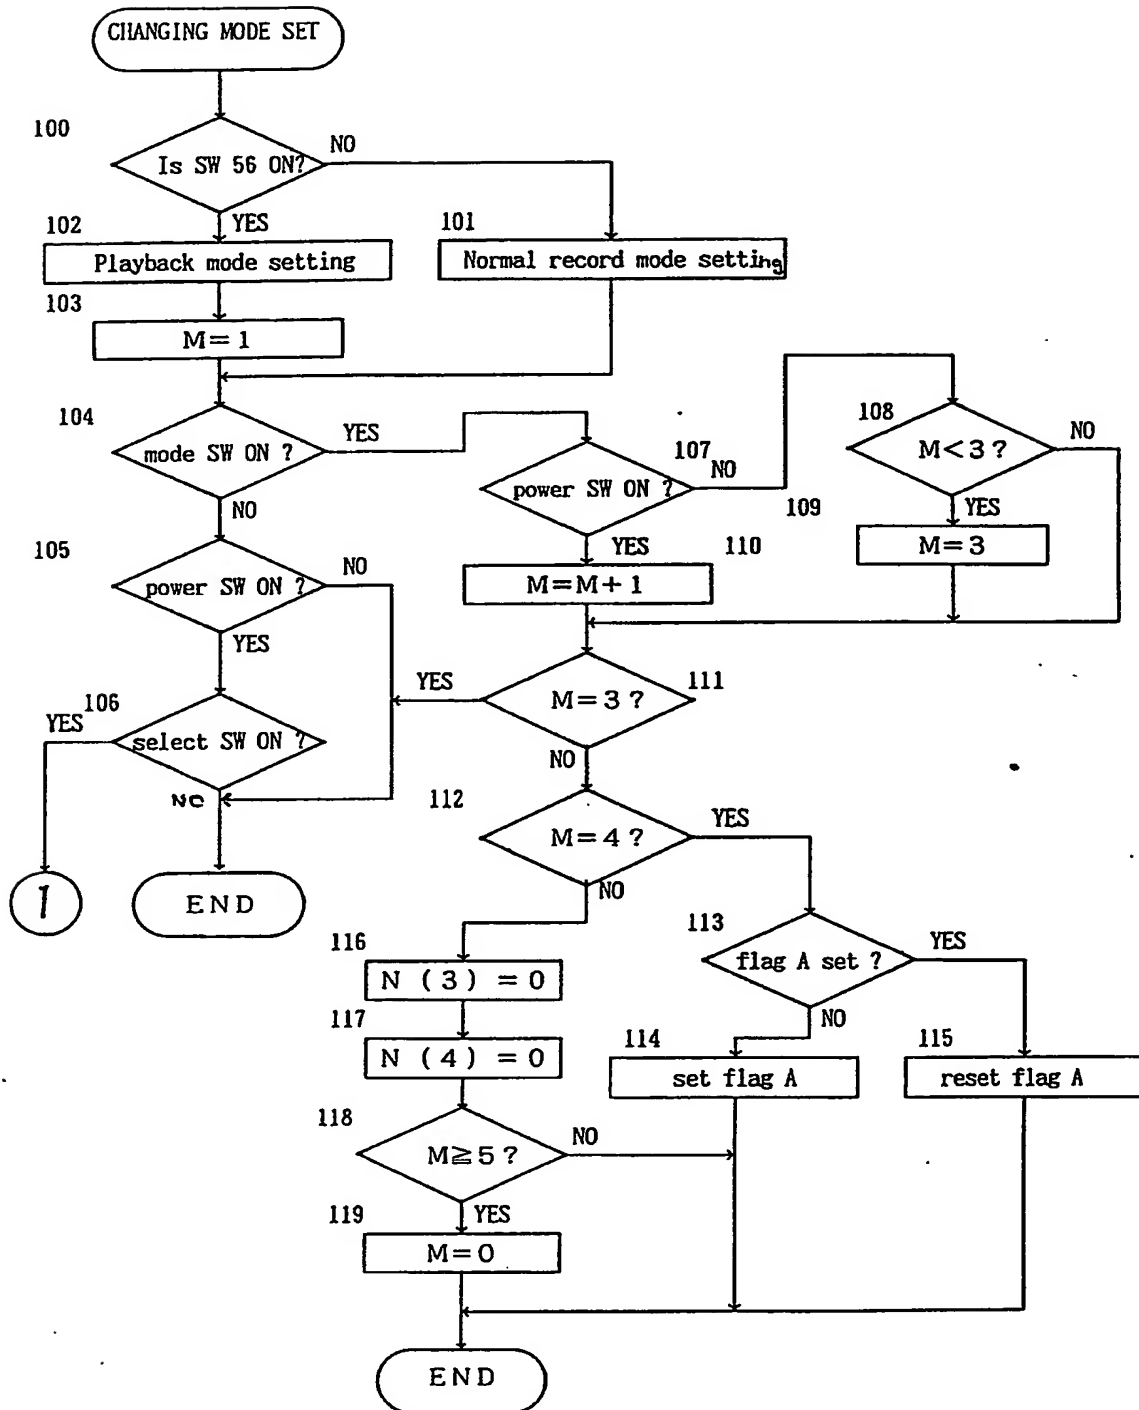 CHANGING MODE SET
100
Is SW 56 ON?
NO
YES
102
Playback mode setting
101
Normal record mode setting
103
M=1
104
mode SW ON ?
YES
NO
107
power SW ON ?
NO
YES
108
M<3 ?
NO
YES
109
M=3
110
M=M+1
105
power SW ON ?
NO
YES
106
select SW ON ?
YES
NO
1
END
111
M=3 ?
YES
NO
112
M=4 ?
YES
NO
113
flag A set ?
YES
NO
114
set flag A
115
reset flag A
116
N (3) =0
117
N (4) =0
118
M≧5 ?
NO
YES
119
M=0
END